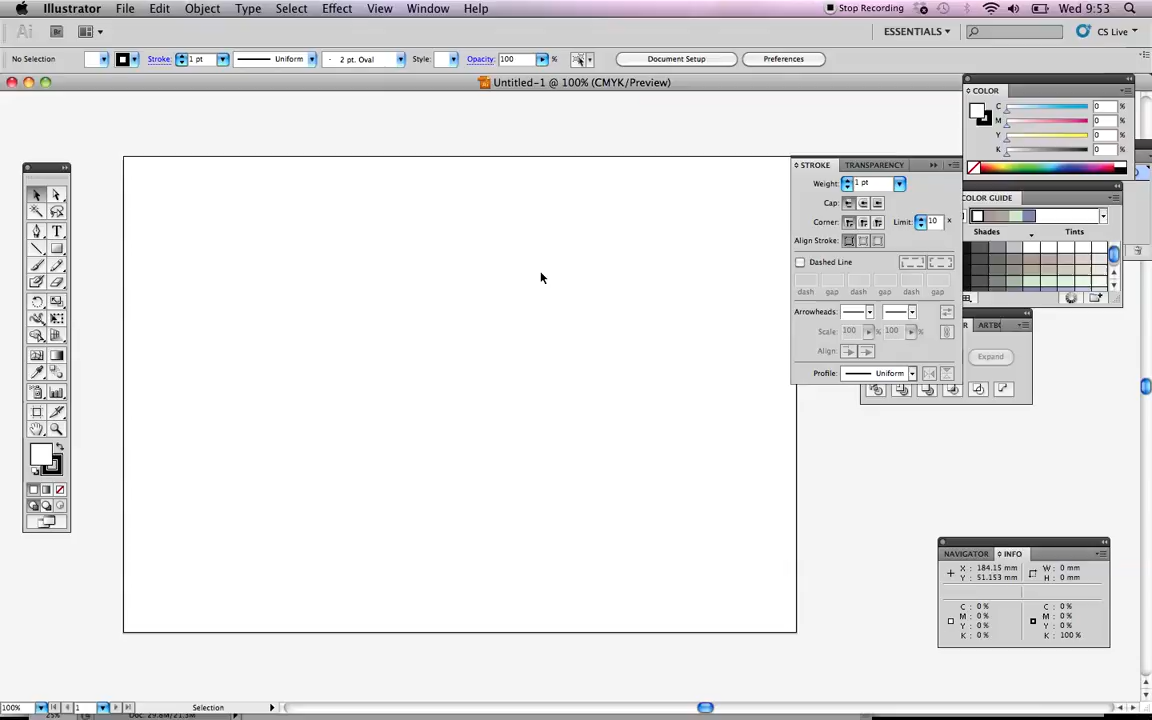 Illustrator File Edit Object Type Select Effect View Window Help Stop Recording Wed 9:53
Ai Br ESSENTIALS CS Live
No Selection Stroke: 1 pt Uniform 2 pt. Oval Style: Opacity: 100 % Document Setup Preferences
Untitled-1 @ 100% (CMYK/Preview)
COLOR
C 0 %
M 0 %
Y 0 %
K 0 %
STROKE TRANSPARENCY
Weight: 1 pt
Cap:
Corner: Limit: 10 x
Align Stroke:
Dashed Line
dash gap dash gap dash gap
Arrowheads:
Scale: 100 % 100 %
Align:
Profile: Uniform
COLOR GUIDE
Shades Tints
Expand
NAVIGATOR INFO
X : 184.15 mm W : 0 mm
Y : 51.153 mm H : 0 mm
C : 0 % C : 0 %
M : 0 % M : 0 %
Y : 0 % Y : 0 %
K : 0 % K : 100 %
100% 1 Selection